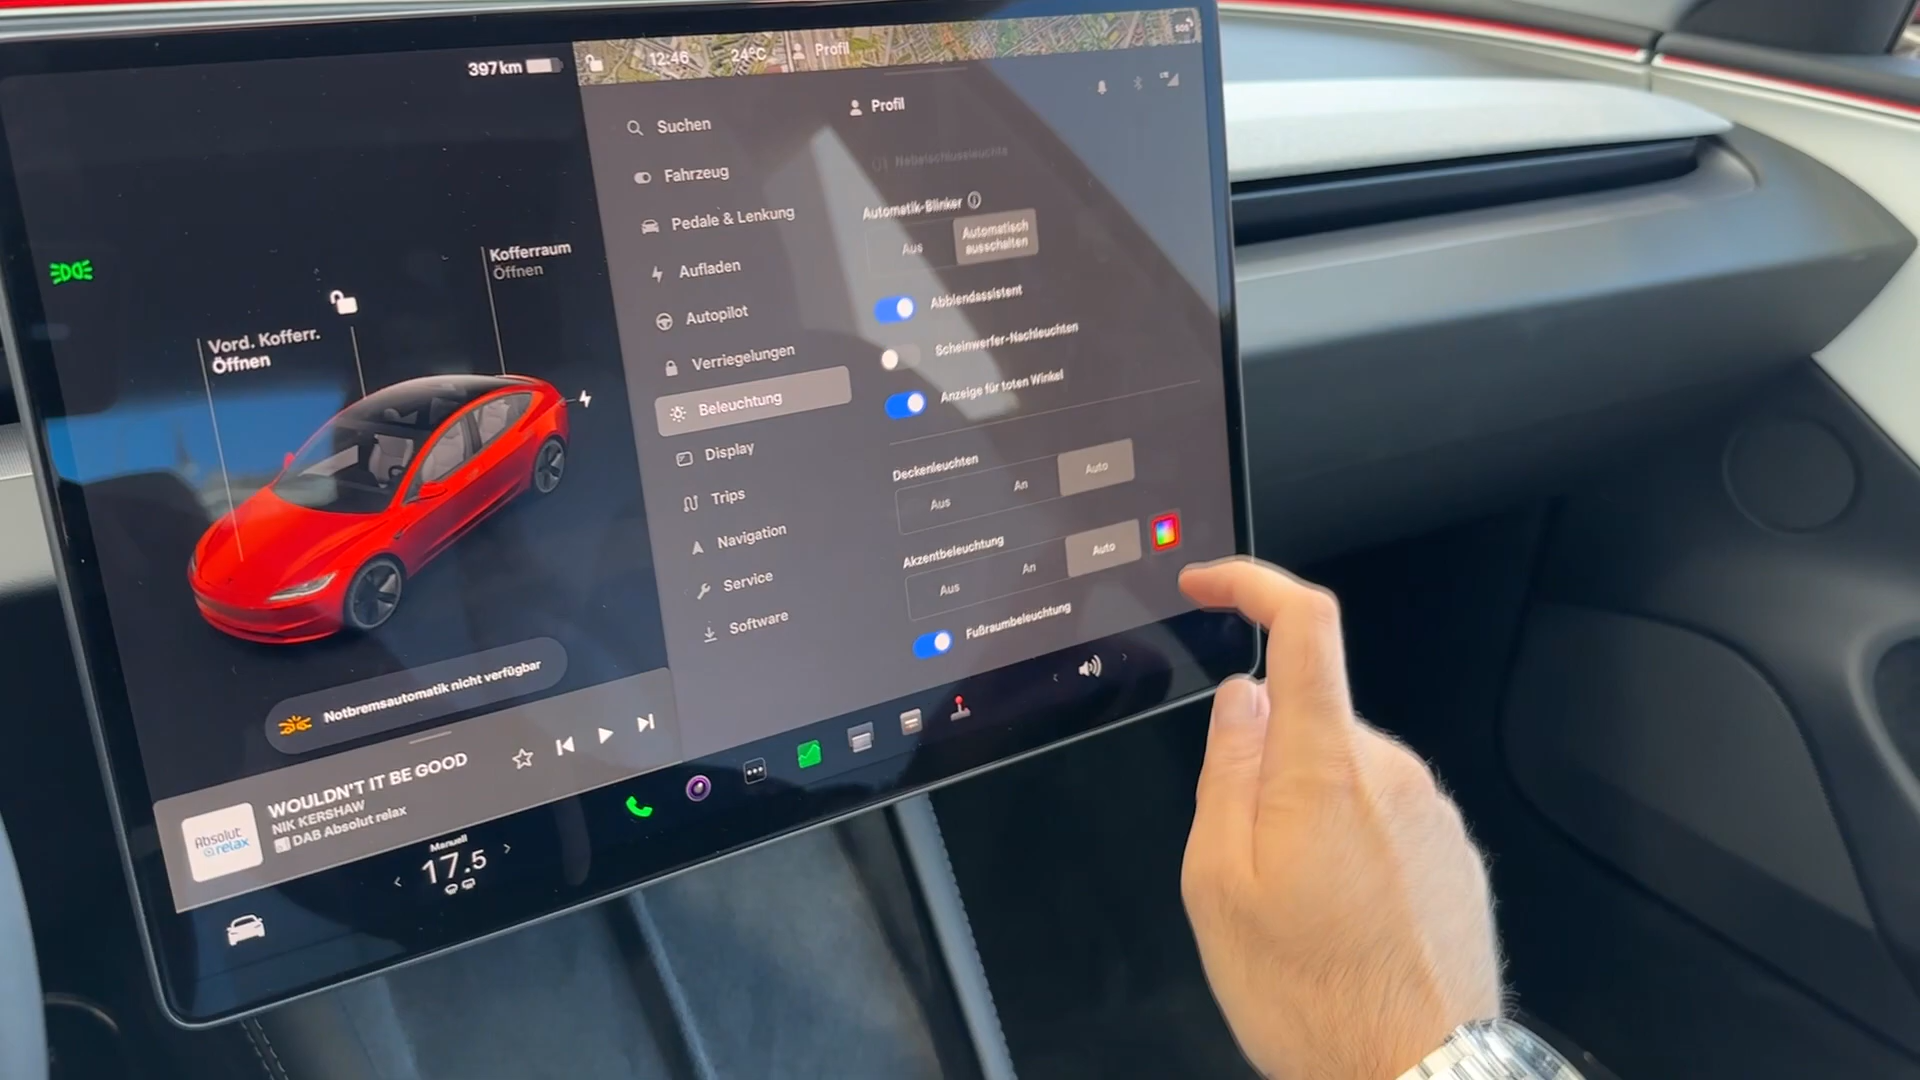 397 km
12:46
24°C
Profil
SOS
Kofferraum
Öffnen
Vord. Kofferr.
Öffnen
Notbremsautomatik nicht verfügbar
Absolut
relax
WOULDN'T IT BE GOOD
NIK KERSHAW
DAB Absolut relax
Manuell
17.5
Suchen
Fahrzeug
Pedale & Lenkung
Aufladen
Autopilot
Verriegelungen
Beleuchtung
Display
Trips
Navigation
Service
Software
Profil
LTE
Nebelschlussleuchte
Automatik-Blinker
Aus
Automatisch
ausschalten
Abblendassistent
Scheinwerfer-Nachleuchten
Anzeige für toten Winkel
Deckenleuchten
Aus
An
Auto
Akzentbeleuchtung
Aus
An
Auto
Fußraumbeleuchtung